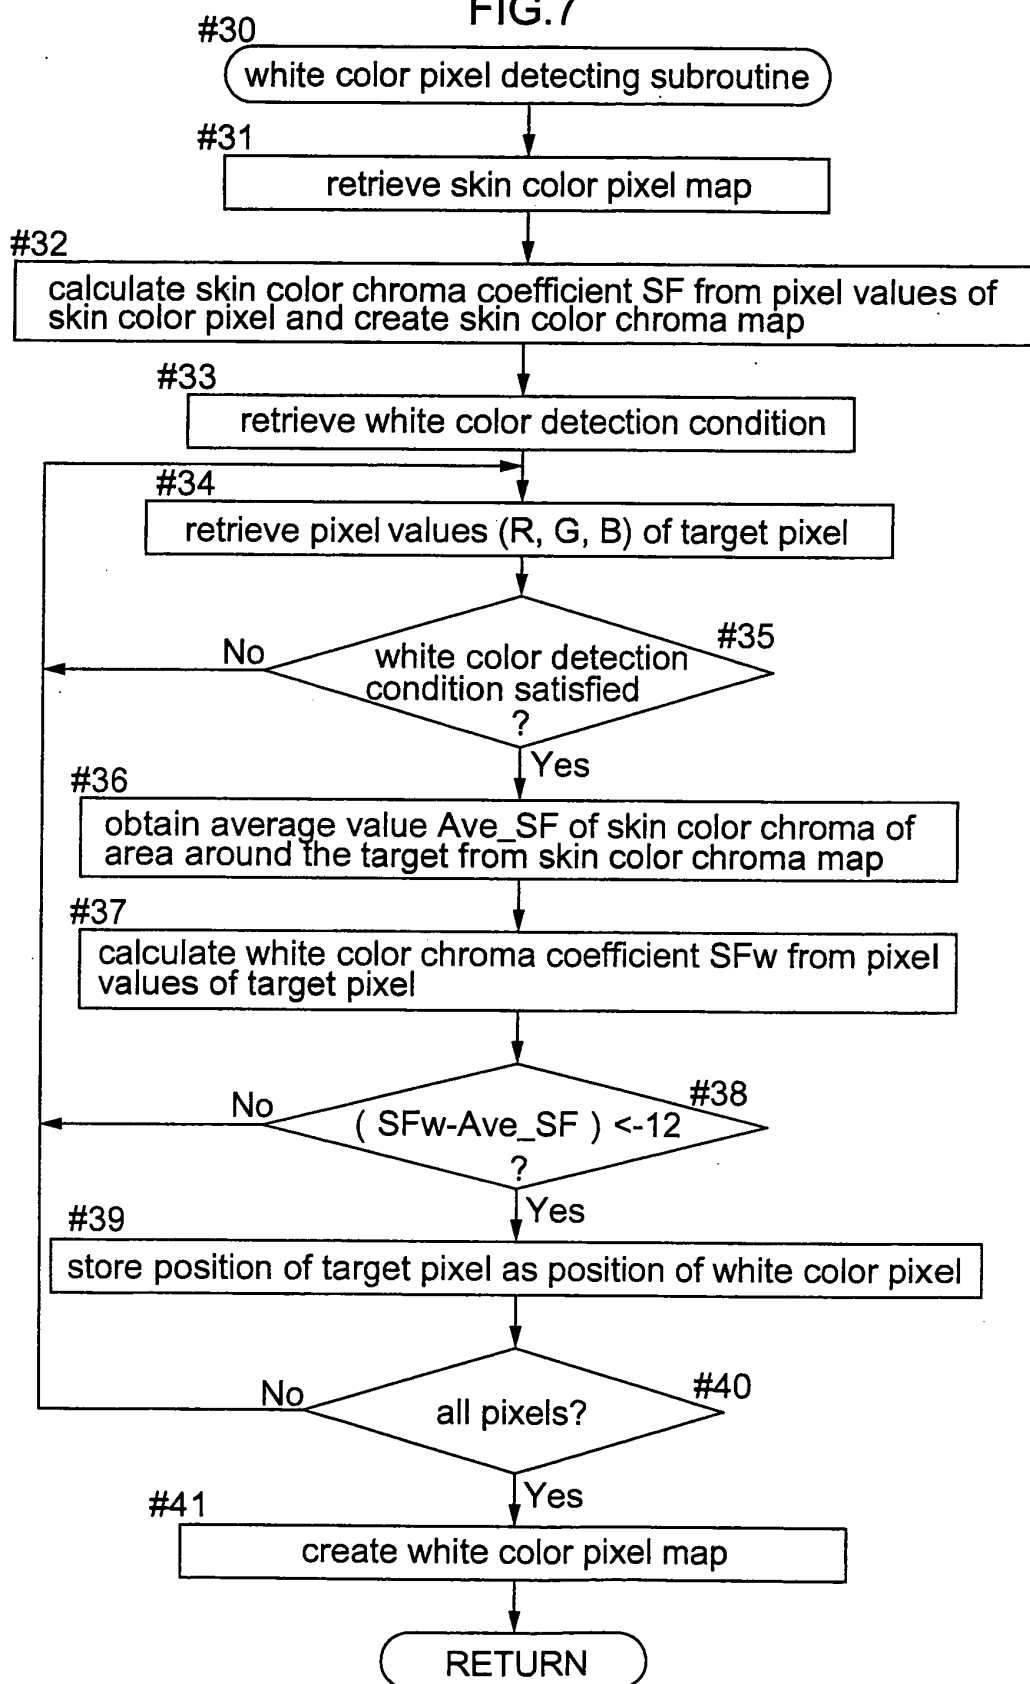 FIG.7
#30
white color pixel detecting subroutine
#31
retrieve skin color pixel map
#32
calculate skin color chroma coefficient SF from pixel values of
skin color pixel and create skin color chroma map
#33
retrieve white color detection condition
#34
retrieve pixel values (R, G, B) of target pixel
#35
No
white color detection
condition satisfied
?
Yes
#36
obtain average value Ave_SF of skin color chroma of
area around the target from skin color chroma map
#37
calculate white color chroma coefficient SFw from pixel
values of target pixel
#38
No
( SFw-Ave_SF ) <-12
?
Yes
#39
store position of target pixel as position of white color pixel
#40
No
all pixels?
Yes
#41
create white color pixel map
RETURN